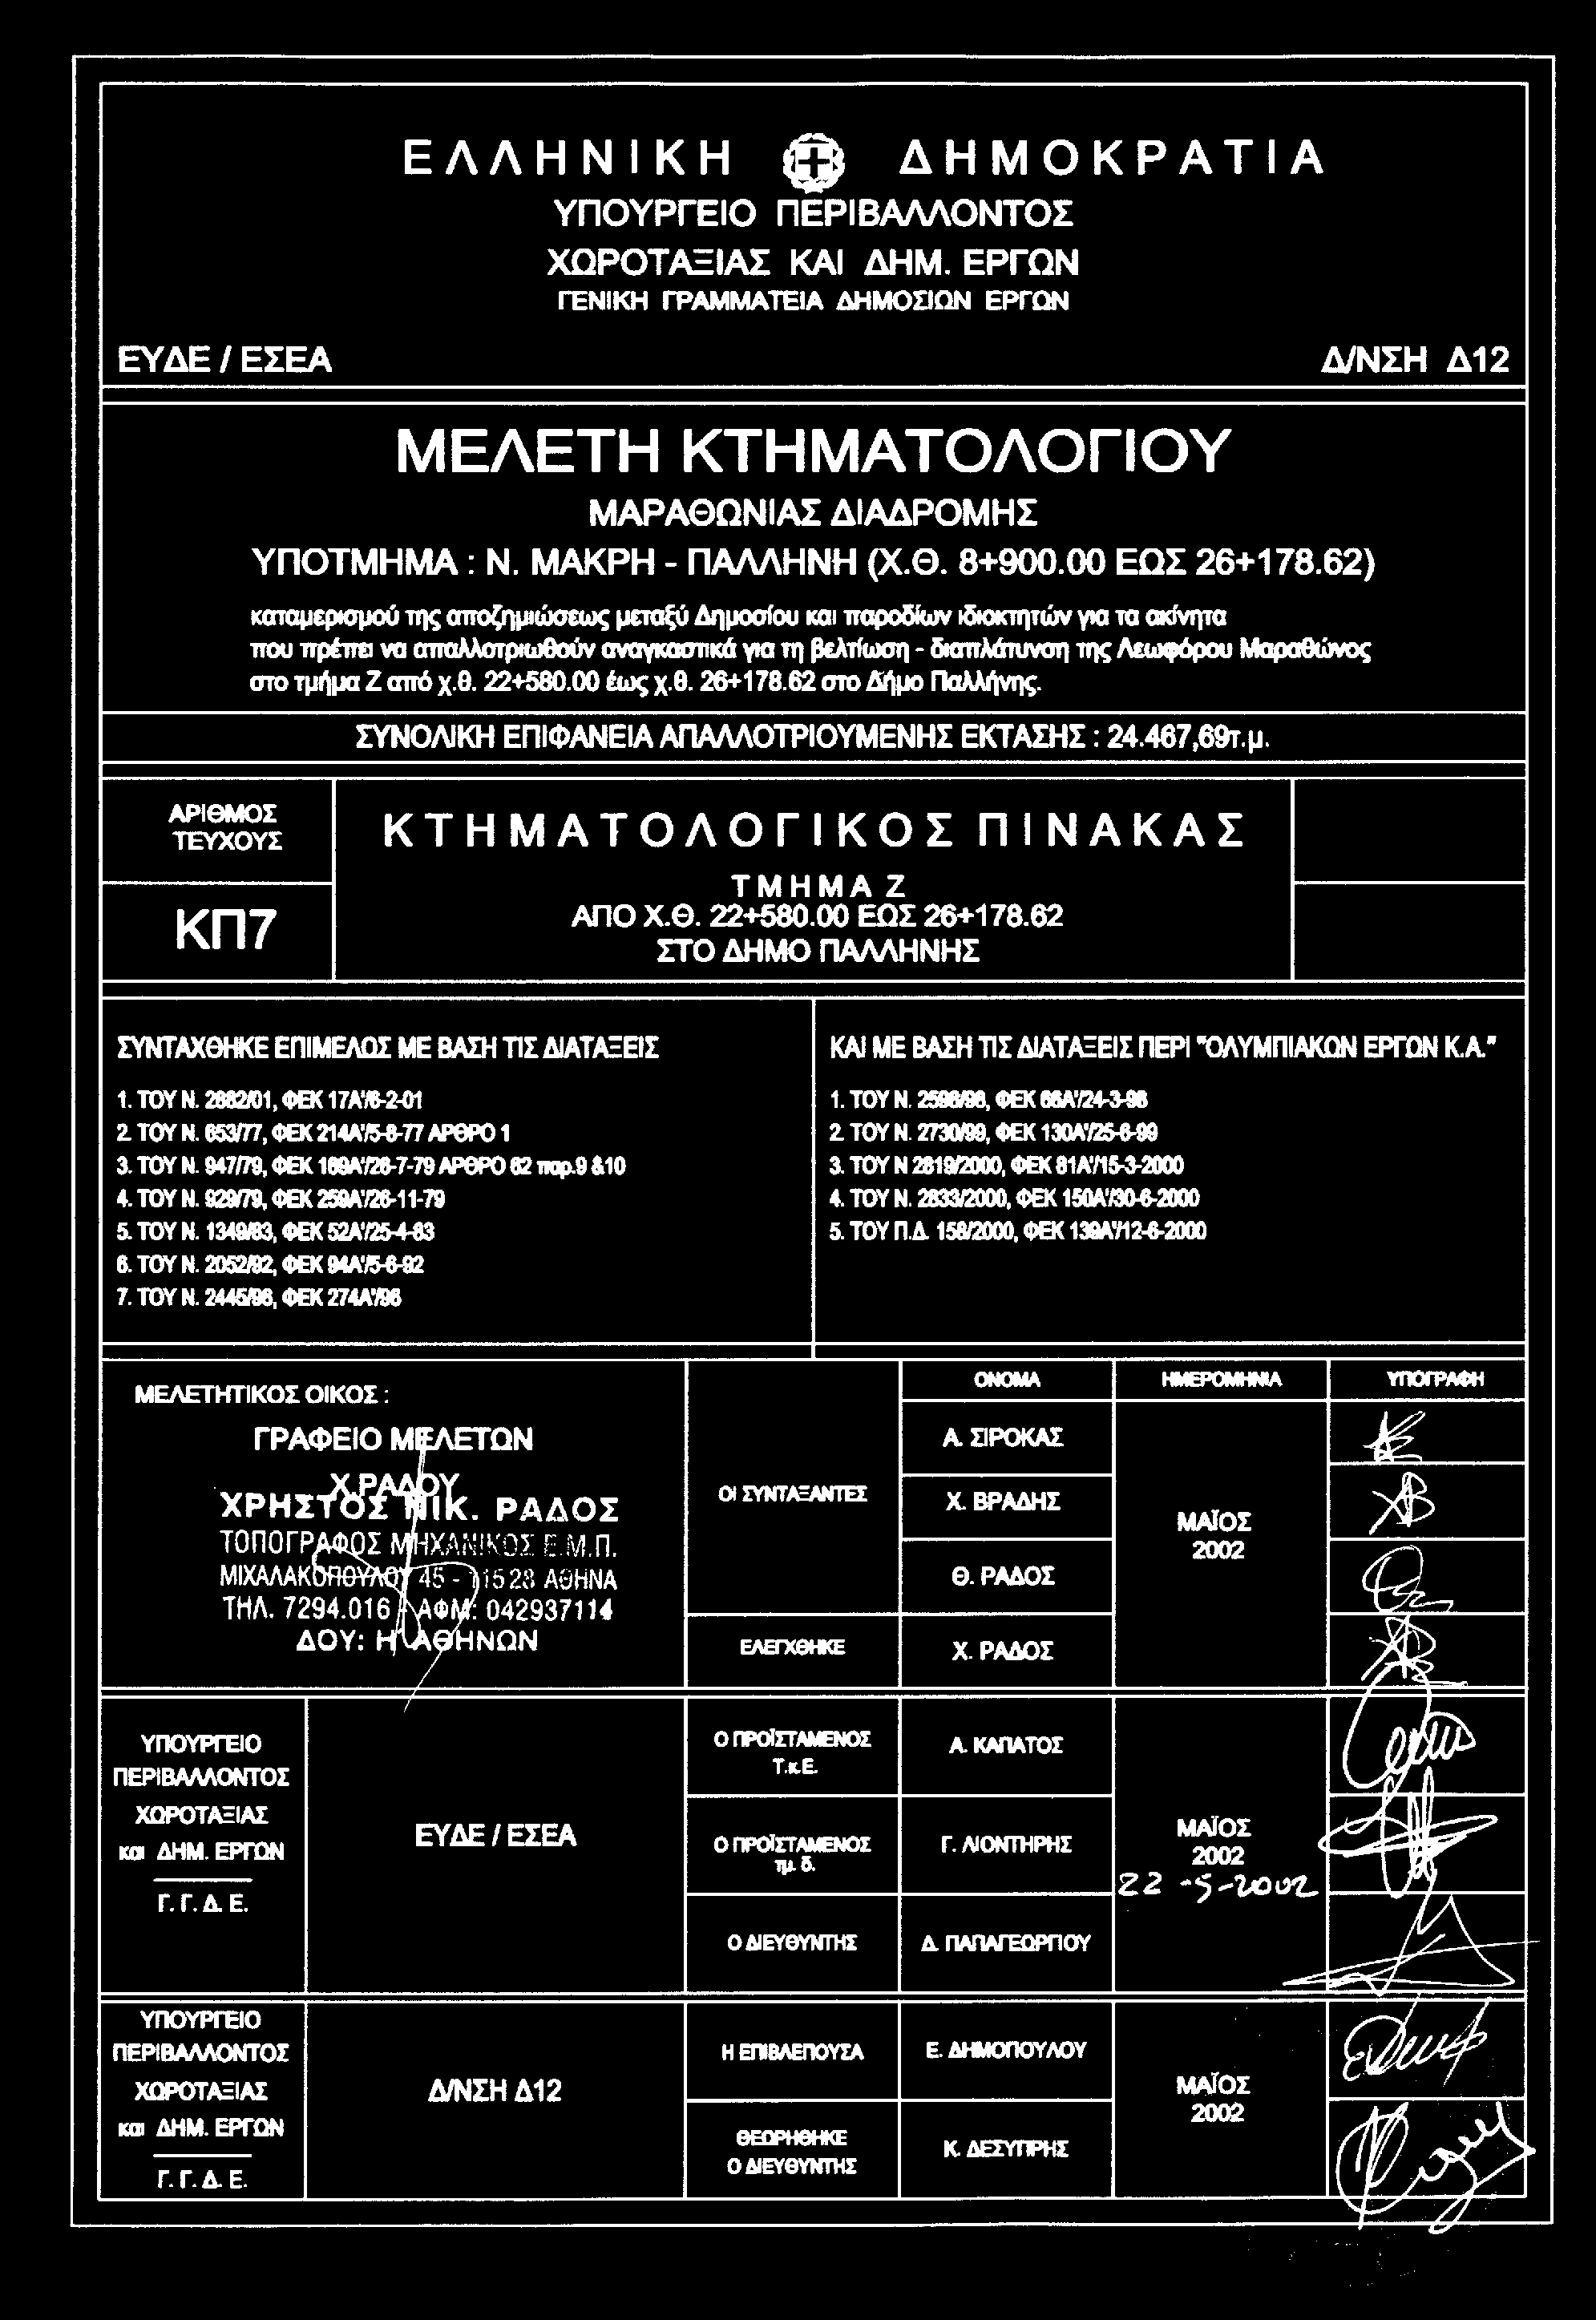 ΕΛΛΗΝΙΚΗ ΔΗΜΟΚΡΑΤΙΑ
ΥΠΟΥΡΓΕΙΟ ΠΕΡΙΒΑΛΛΟΝΤΟΣ
ΧΩΡΟΤΑΞΙΑΣ ΚΑΙ ΔΗΜ. ΕΡΓΩΝ
ΓΕΝΙΚΗ ΓΡΑΜΜΑΤΕΙΑ ΔΗΜΟΣΙΩΝ ΕΡΓΩΝ
ΕΥΔΕ / ΕΣΕΑ Δ/ΝΣΗ Δ12
ΜΕΛΕΤΗ ΚΤΗΜΑΤΟΛΟΓΙΟΥ
ΜΑΡΑΘΩΝΙΑΣ ΔΙΑΔΡΟΜΗΣ
ΥΠΟΤΜΗΜΑ : Ν. ΜΑΚΡΗ - ΠΑΛΛΗΝΗ (Χ.Θ. 8+900.00 ΕΩΣ 26+178.62)
καταμερισμού της αποζημιώσεως μεταξύ Δημοσίου και παροδίων ιδιοκτητών για τα ακίνητα
που πρέπει να απαλλοτριωθούν αναγκαστικά για τη βελτίωση - διαπλάτυνση της Λεωφόρου Μαραθώνος
στο τμήμα Ζ από χ.θ. 22+580.00 έως χ.θ. 26+178.62 στο Δήμο Παλλήνης.
ΣΥΝΟΛΙΚΗ ΕΠΙΦΑΝΕΙΑ ΑΠΑΛΛΟΤΡΙΟΥΜΕΝΗΣ ΕΚΤΑΣΗΣ : 24.467,69τ.μ.
ΑΡΙΘΜΟΣ
ΤΕΥΧΟΥΣ
ΚΠ7
ΚΤΗΜΑΤΟΛΟΓΙΚΟΣ ΠΙΝΑΚΑΣ
ΤΜΗΜΑ Ζ
ΑΠΟ Χ.Θ. 22+580.00 ΕΩΣ 26+178.62
ΣΤΟ ΔΗΜΟ ΠΑΛΛΗΝΗΣ
ΣΥΝΤΑΧΘΗΚΕ ΕΠΙΜΕΛΩΣ ΜΕ ΒΑΣΗ ΤΙΣ ΔΙΑΤΑΞΕΙΣ
1. ΤΟΥ Ν. 2882/01, ΦΕΚ 17Α'/6-2-01
2. ΤΟΥ Ν. 653/77, ΦΕΚ 214Α'/5-8-77 ΑΡΘΡΟ 1
3. ΤΟΥ Ν. 947/79, ΦΕΚ 169Α'/26-7-79 ΑΡΘΡΟ 62 παρ.9 &10
4. ΤΟΥ Ν. 929/79, ΦΕΚ 259Α'/26-11-79
5. ΤΟΥ Ν. 1349/83, ΦΕΚ 52Α'/25-4-83
6. ΤΟΥ Ν. 2052/92, ΦΕΚ 94Α'/5-6-92
7. ΤΟΥ Ν. 2445/96, ΦΕΚ 274Α'/96
ΚΑΙ ΜΕ ΒΑΣΗ ΤΙΣ ΔΙΑΤΑΞΕΙΣ ΠΕΡΙ "ΟΛΥΜΠΙΑΚΩΝ ΕΡΓΩΝ Κ.Α."
1. ΤΟΥ Ν. 2598/98, ΦΕΚ 66Α'/24-3-98
2. ΤΟΥ Ν. 2730/99, ΦΕΚ 130Α'/25-6-99
3. ΤΟΥ Ν 2819/2000, ΦΕΚ 81Α'/15-3-2000
4. ΤΟΥ Ν. 2833/2000, ΦΕΚ 150Α'/30-6-2000
5. ΤΟΥ Π.Δ. 158/2000, ΦΕΚ 139Α'/12-6-2000
ΜΕΛΕΤΗΤΙΚΟΣ ΟΙΚΟΣ :
ΓΡΑΦΕΙΟ ΜΕΛΕΤΩΝ
Χ.ΡΑΔΟΥ
ΧΡΗΣΤΟΣ ΝΙΚ. ΡΑΔΟΣ
ΤΟΠΟΓΡΑΦΟΣ ΜΗΧΑΝΙΚΟΣ Ε.Μ.Π.
ΜΙΧΑΛΑΚΟΠΟΥΛΟΥ 45 - 11528 ΑΘΗΝΑ
ΤΗΛ. 7294.016 ΑΦΜ: 042937114
ΔΟΥ: Η' ΑΘΗΝΩΝ
ΟΝΟΜΑ ΗΜΕΡΟΜΗΝΙΑ ΥΠΟΓΡΑΦΗ
ΟΙ ΣΥΝΤΑΞΑΝΤΕΣ
Α. ΣΙΡΟΚΑΣ
Χ. ΒΡΑΔΗΣ
Θ. ΡΑΔΟΣ
ΕΛΕΓΧΘΗΚΕ Χ. ΡΑΔΟΣ
ΜΑΪΟΣ
2002
ΥΠΟΥΡΓΕΙΟ
ΠΕΡΙΒΑΛΛΟΝΤΟΣ
ΧΩΡΟΤΑΞΙΑΣ
και ΔΗΜ. ΕΡΓΩΝ
Γ. Γ. Δ. Ε.
ΕΥΔΕ / ΕΣΕΑ
Ο ΠΡΟΪΣΤΑΜΕΝΟΣ
Τ.κ.Ε.
Α. ΚΑΠΑΤΟΣ
Ο ΠΡΟΪΣΤΑΜΕΝΟΣ
τμ. δ.
Γ. ΛΙΟΝΤΗΡΗΣ
Ο ΔΙΕΥΘΥΝΤΗΣ Δ. ΠΑΠΑΓΕΩΡΓΙΟΥ
ΜΑΪΟΣ
2002
22-5-2002
ΥΠΟΥΡΓΕΙΟ
ΠΕΡΙΒΑΛΛΟΝΤΟΣ
ΧΩΡΟΤΑΞΙΑΣ
και ΔΗΜ. ΕΡΓΩΝ
Γ. Γ. Δ. Ε.
Δ/ΝΣΗ Δ12
Η ΕΠΙΒΛΕΠΟΥΣΑ Ε. ΔΗΜΟΠΟΥΛΟΥ
ΘΕΩΡΗΘΗΚΕ
Ο ΔΙΕΥΘΥΝΤΗΣ
Κ. ΔΕΣΥΠΡΗΣ
ΜΑΪΟΣ
2002